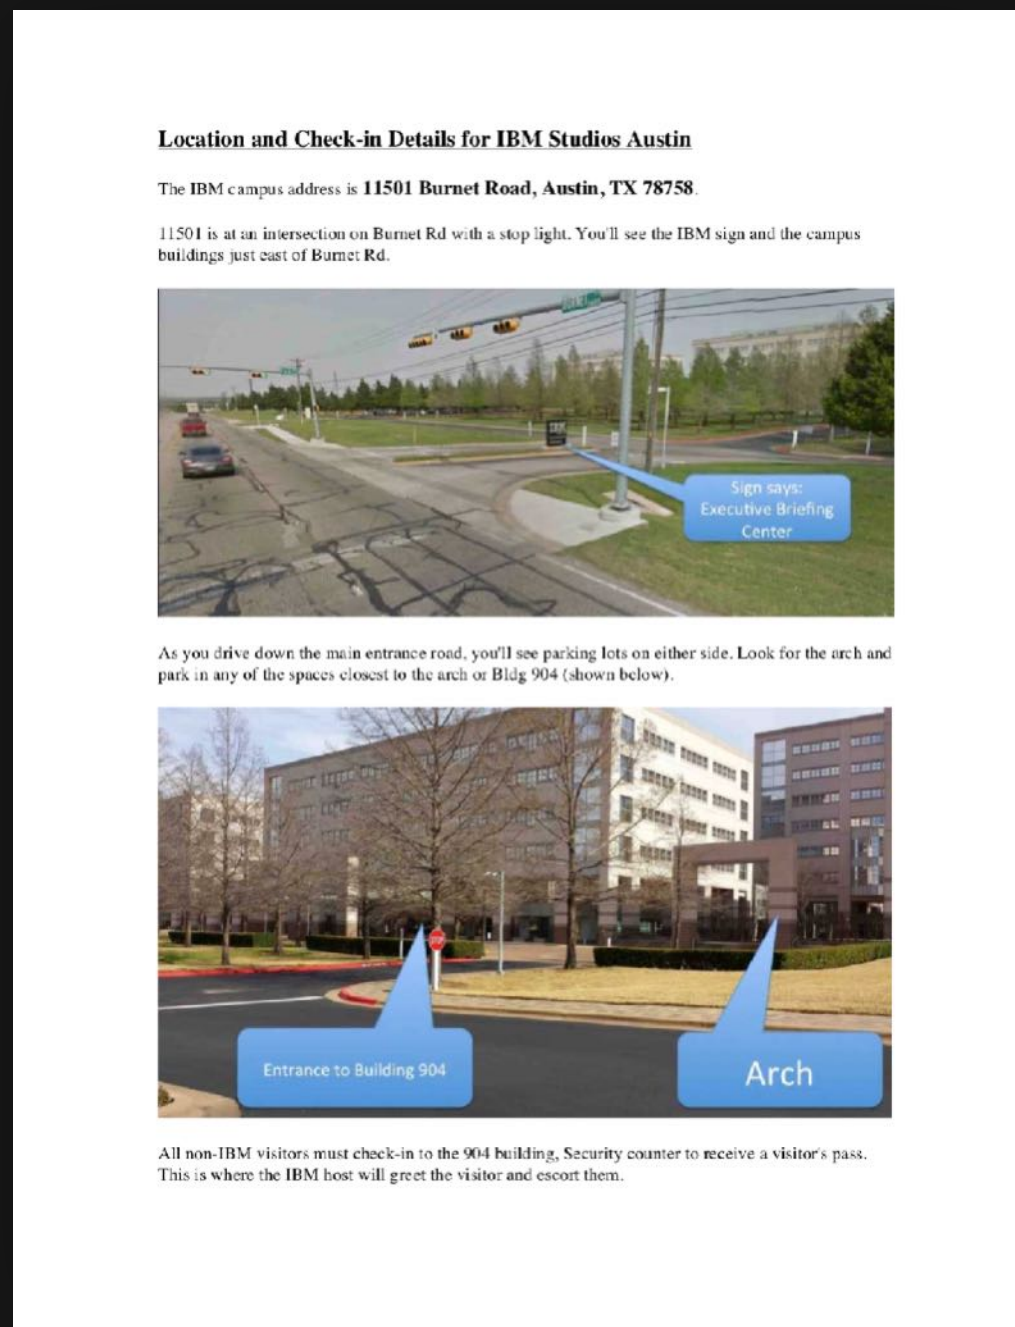 Location and Check-in Details for IBM Studios Austin
The IBM campus address is 11501 Burnet Road, Austin, TX 78758.
11501 is at an intersection on Burnet Rd with a stop light. You'll see the IBM sign and the campus
buildings just east of Burnet Rd.
BURNET
IBM
Sign says:
Executive Briefing
Center
As you drive down the main entrance road, you'll see parking lots on either side. Look for the arch and
park in any of the spaces closest to the arch or Bldg 904 (shown below).
STOP
Entrance to Building 904
Arch
All non-IBM visitors must check-in to the 904 building, Security counter to receive a visitor's pass.
This is where the IBM host will greet the visitor and escort them.